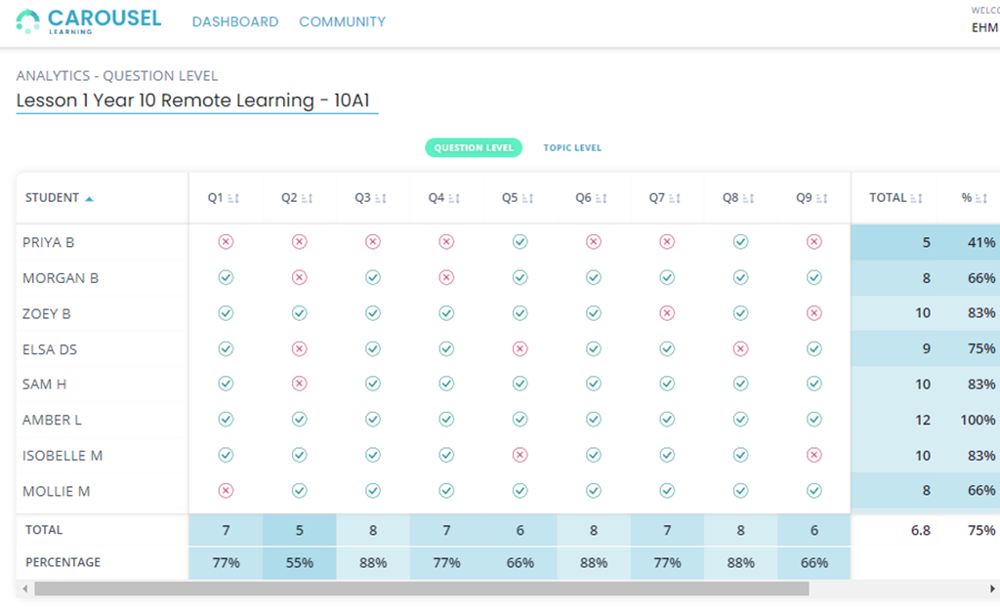 CAROUSEL
LEARNING
DASHBOARD COMMUNITY
WELCO
EHM
ANALYTICS - QUESTION LEVEL
Lesson 1 Year 10 Remote Learning - 10A1
QUESTION LEVEL TOPIC LEVEL
STUDENT Q1 Q2 Q3 Q4 Q5 Q6 Q7 Q8 Q9 TOTAL %
PRIYA B 5 41%
MORGAN B 8 66%
ZOEY B 10 83%
ELSA DS 9 75%
SAM H 10 83%
AMBER L 12 100%
ISOBELLE M 10 83%
MOLLIE M 8 66%
TOTAL 7 5 8 7 6 8 7 8 6 6.8 75%
PERCENTAGE 77% 55% 88% 77% 66% 88% 77% 88% 66%